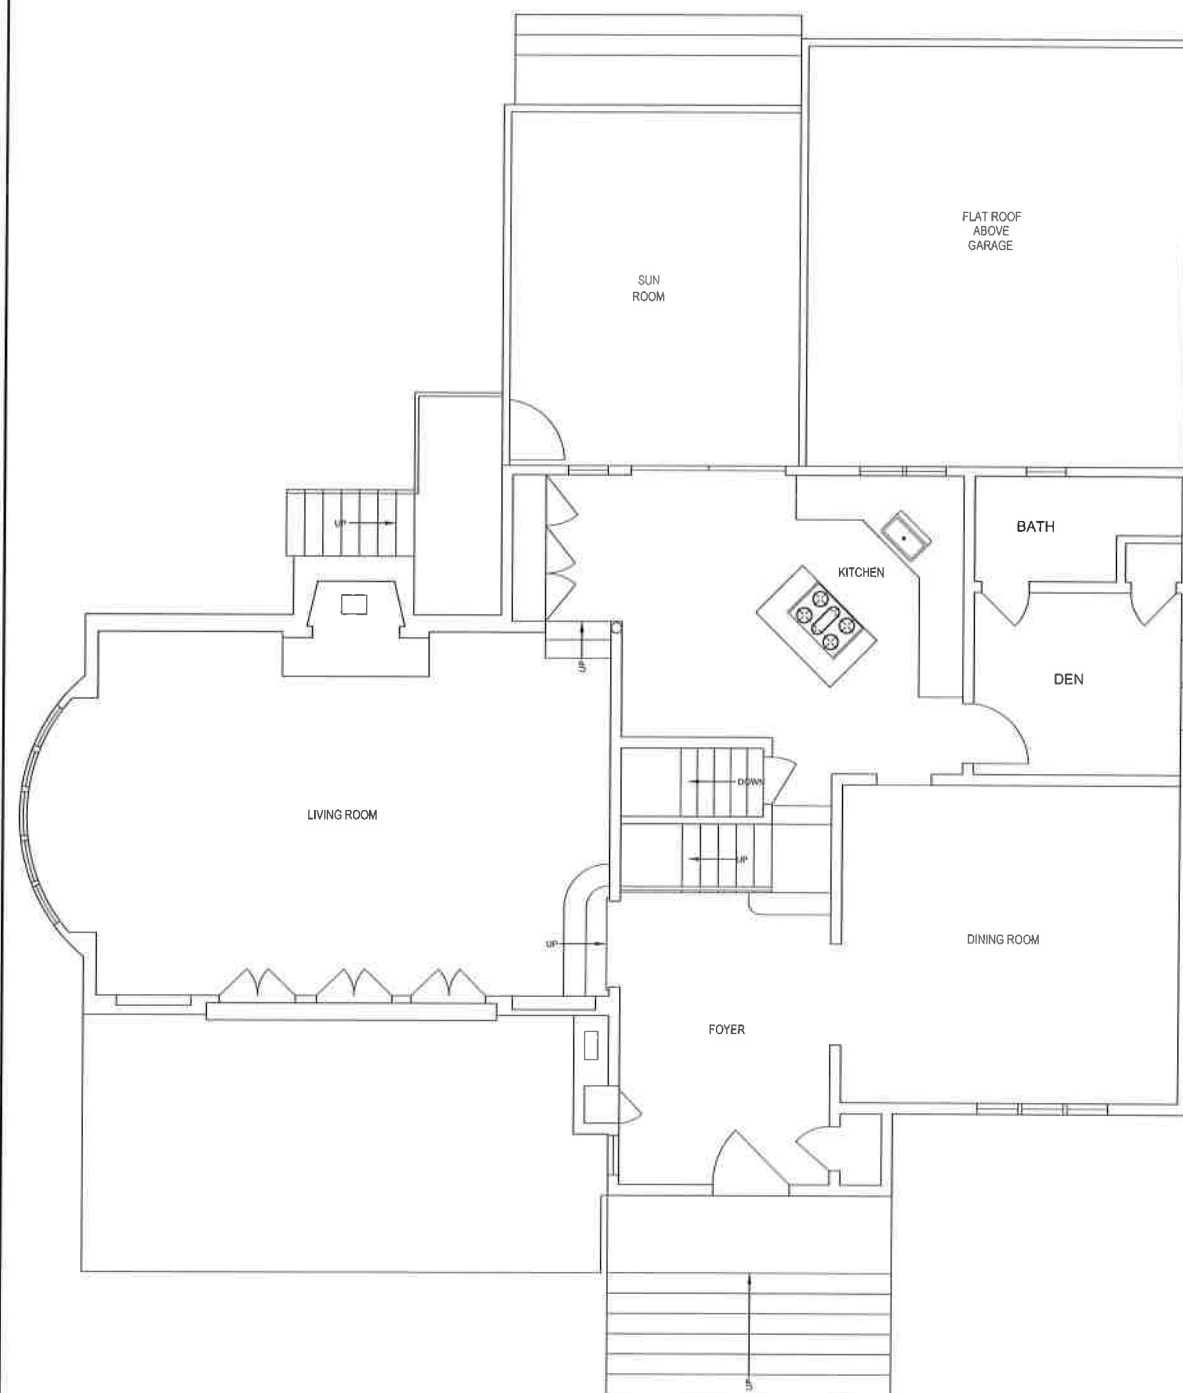 FLAT ROOF
ABOVE
GARAGE
SUN
ROOM
UP
BATH
KITCHEN
UP
DEN
DOWN
LIVING ROOM
UP
UP
DINING ROOM
FOYER
UP